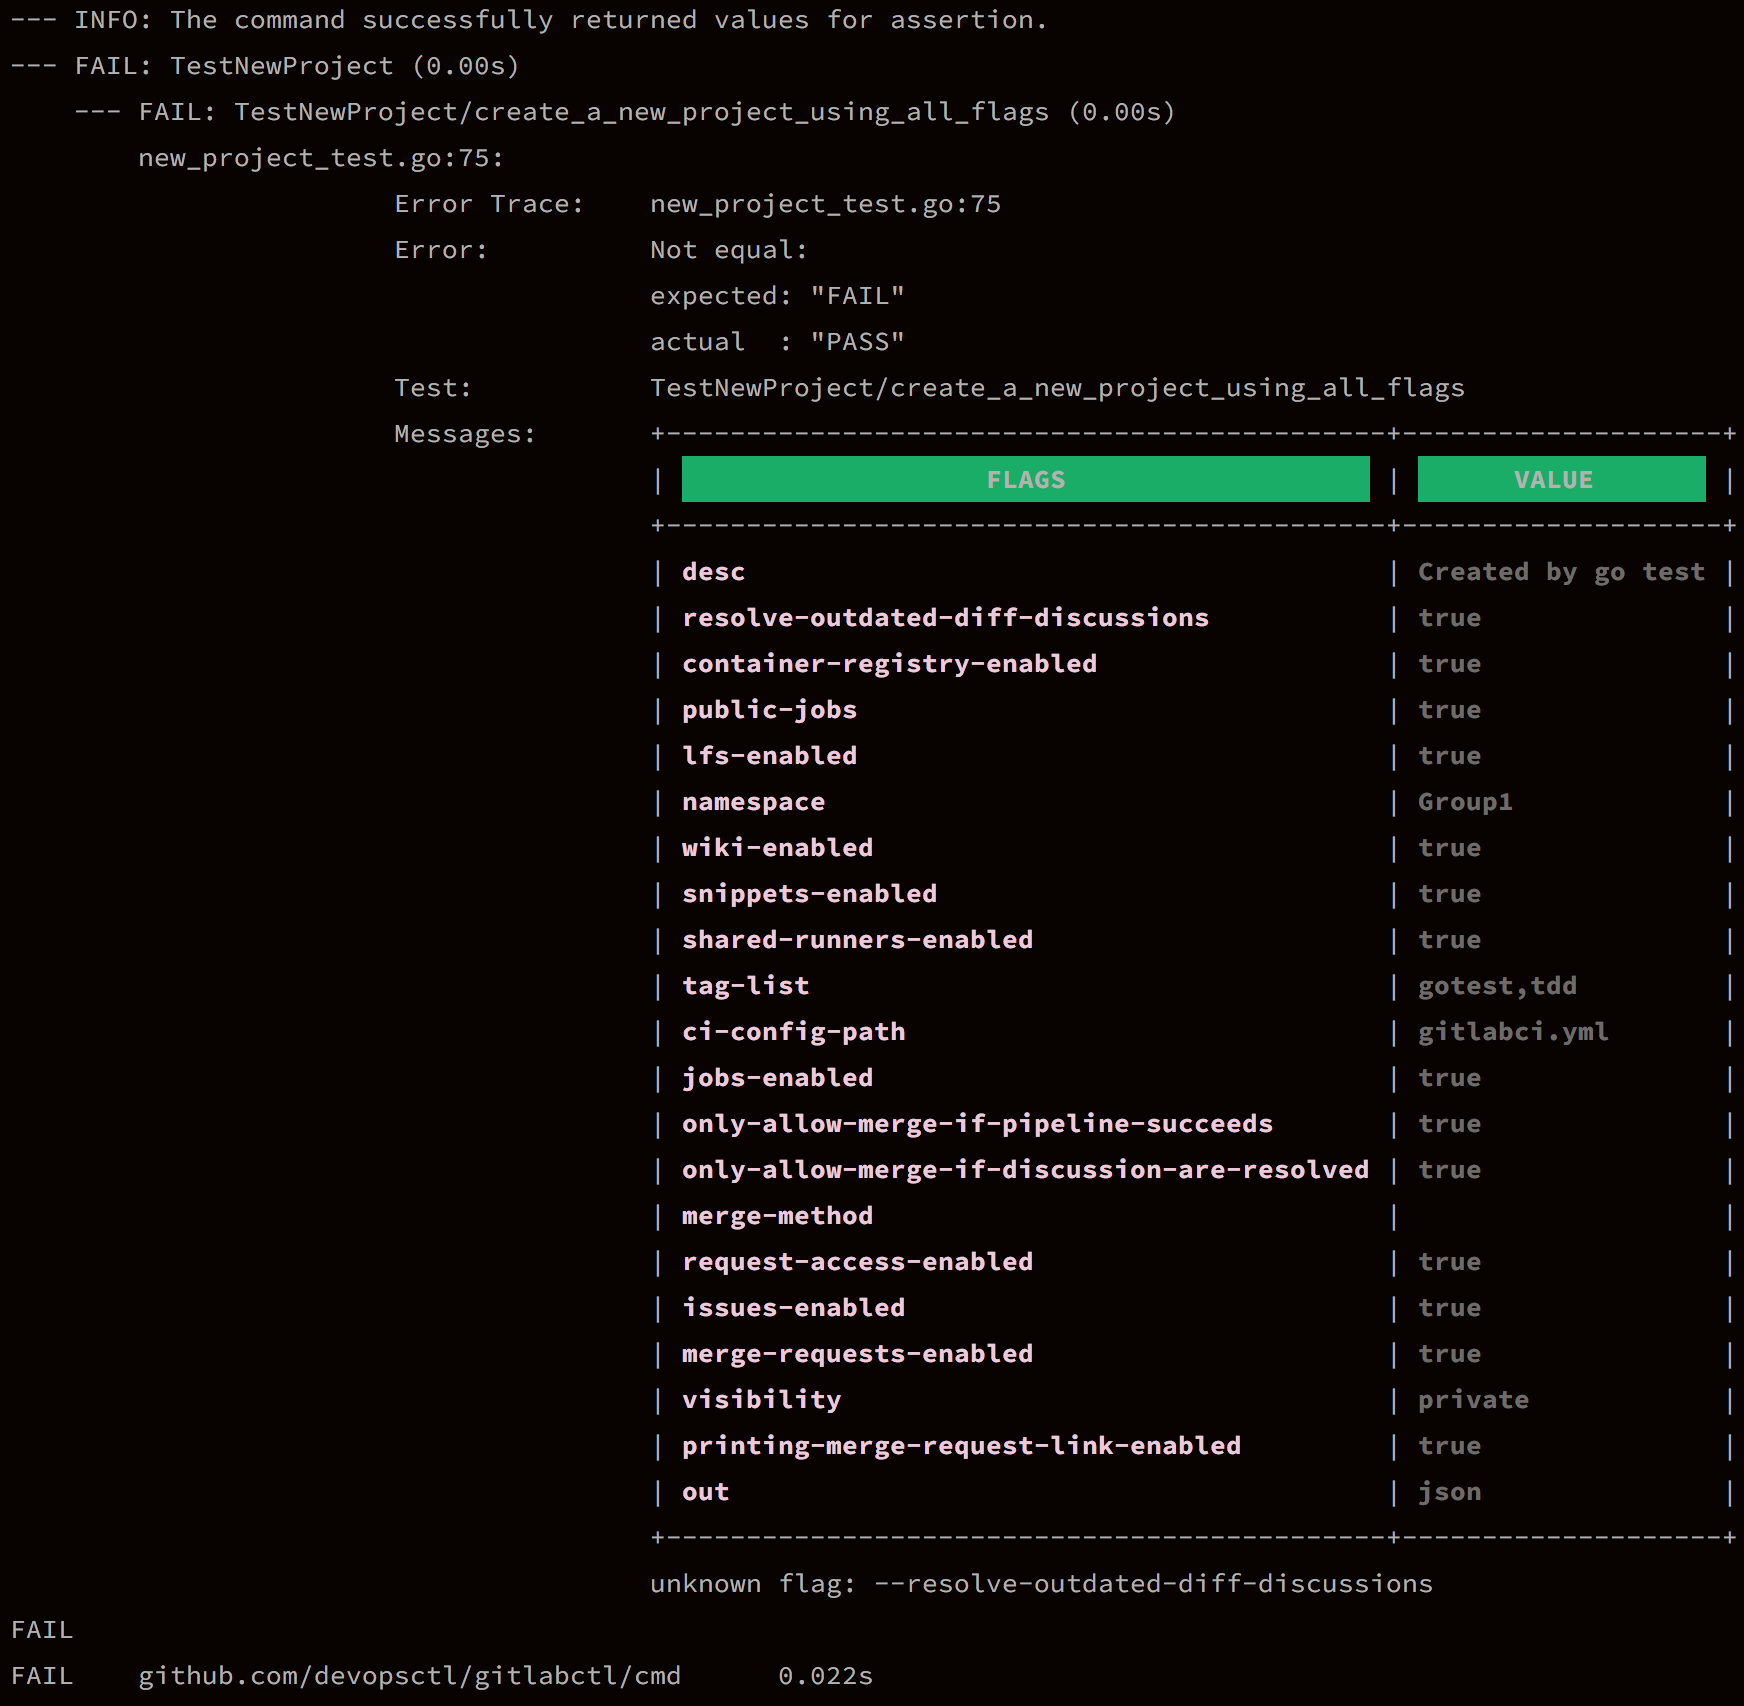 --- INFO: The command successfully returned values for assertion.
--- FAIL: TestNewProject (0.00s)
    --- FAIL: TestNewProject/create_a_new_project_using_all_flags (0.00s)
        new_project_test.go:75:
                        Error Trace:    new_project_test.go:75
                        Error:          Not equal:
                                        expected: "FAIL"
                                        actual  : "PASS"
                        Test:           TestNewProject/create_a_new_project_using_all_flags
                        Messages:       +---------------------------------------------+--------------------+
                                        |                   FLAGS                     |       VALUE        |
                                        +---------------------------------------------+--------------------+
                                        | desc                                        | Created by go test |
                                        | resolve-outdated-diff-discussions           | true               |
                                        | container-registry-enabled                  | true               |
                                        | public-jobs                                 | true               |
                                        | lfs-enabled                                 | true               |
                                        | namespace                                   | Group1             |
                                        | wiki-enabled                                | true               |
                                        | snippets-enabled                            | true               |
                                        | shared-runners-enabled                      | true               |
                                        | tag-list                                    | gotest,tdd         |
                                        | ci-config-path                              | gitlabci.yml       |
                                        | jobs-enabled                                | true               |
                                        | only-allow-merge-if-pipeline-succeeds       | true               |
                                        | only-allow-merge-if-discussion-are-resolved | true               |
                                        | merge-method                                |                    |
                                        | request-access-enabled                      | true               |
                                        | issues-enabled                              | true               |
                                        | merge-requests-enabled                      | true               |
                                        | visibility                                  | private            |
                                        | printing-merge-request-link-enabled         | true               |
                                        | out                                         | json               |
                                        +---------------------------------------------+--------------------+
                                        unknown flag: --resolve-outdated-diff-discussions
FAIL
FAIL    github.com/devopsctl/gitlabctl/cmd      0.022s